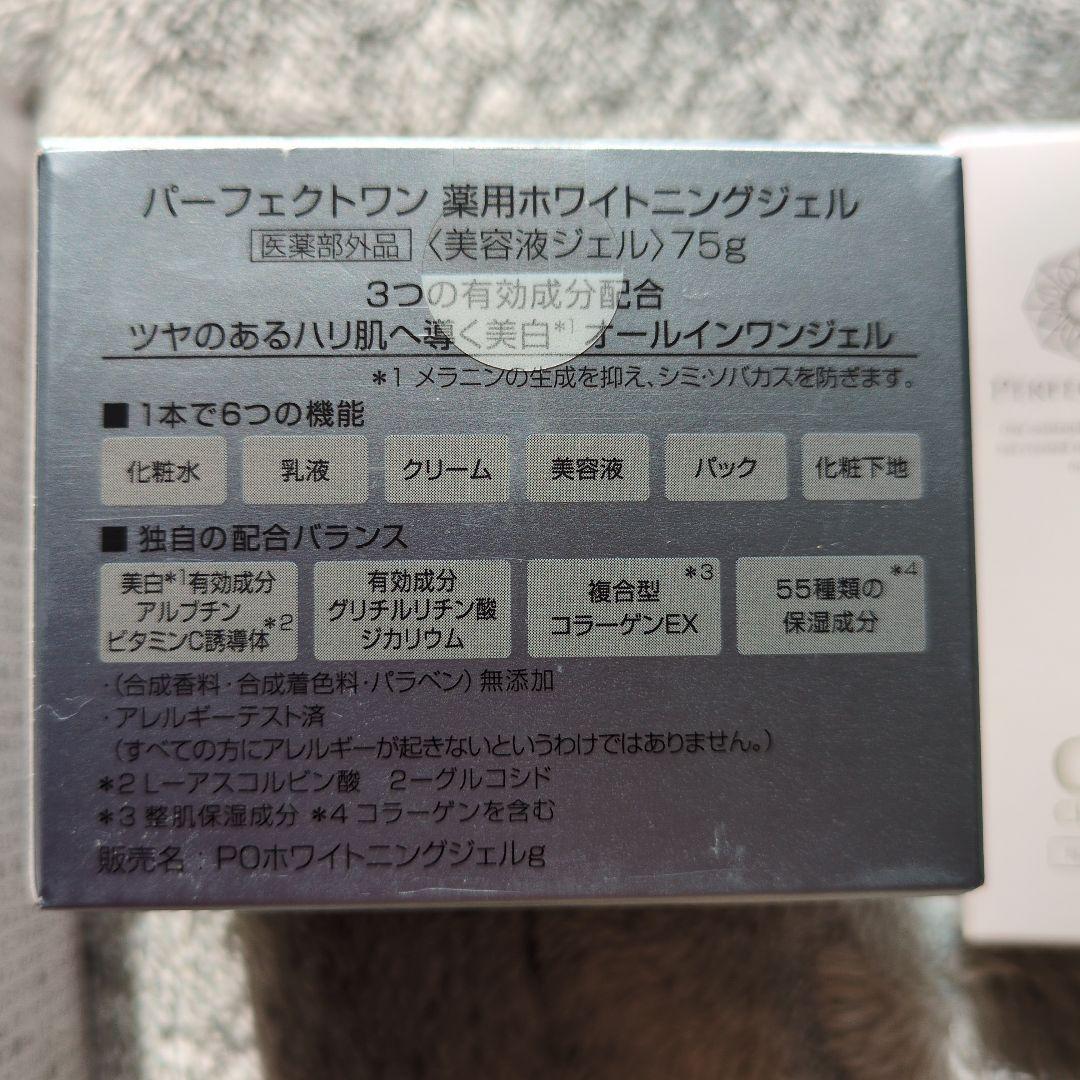 パーフェクトワン 薬用ホワイトニングジェル
医薬部外品 〈美容液ジェル〉75g
3つの有効成分配合
ツヤのあるハリ肌へ導く美白*1 オールインワンジェル
*1 メラニンの生成を抑え、シミ・ソバカスを防ぎます。
■ 1本で6つの機能
化粧水 乳液 クリーム 美容液 パック 化粧下地
■ 独自の配合バランス
美白*1有効成分
アルブチン
ビタミンC誘導体*2
有効成分
グリチルリチン酸
ジカリウム
複合型*3
コラーゲンEX
55種類の*4
保湿成分
・(合成香料・合成着色料・パラベン) 無添加
・アレルギーテスト済
(すべての方にアレルギーが起きないというわけではありません。)
*2 Lーアスコルビン酸 2ーグルコシド
*3 整肌保湿成分 *4 コラーゲンを含む
販売名:POホワイトニングジェルg